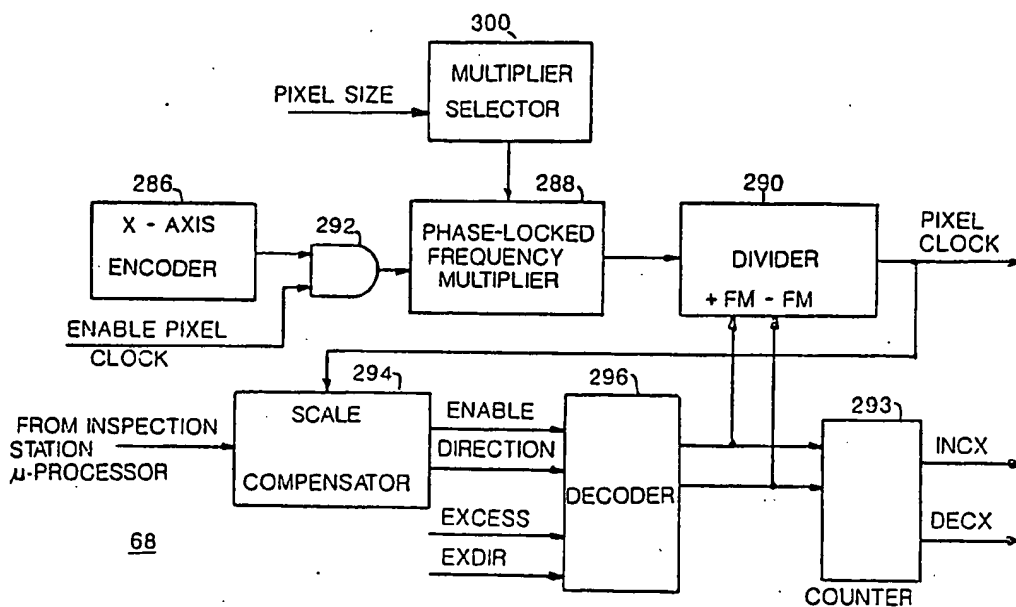 300
MULTIPLIER
SELECTOR
PIXEL SIZE
286
X - AXIS
ENCODER
292
288
PHASE-LOCKED
FREQUENCY
MULTIPLIER
290
DIVIDER
+ FM - FM
PIXEL
CLOCK
ENABLE PIXEL
CLOCK
294
SCALE
COMPENSATOR
FROM INSPECTION
STATION
μ-PROCESSOR
ENABLE
DIRECTION
EXCESS
EXDIR
296
DECODER
293
INCX
DECX
COUNTER
68